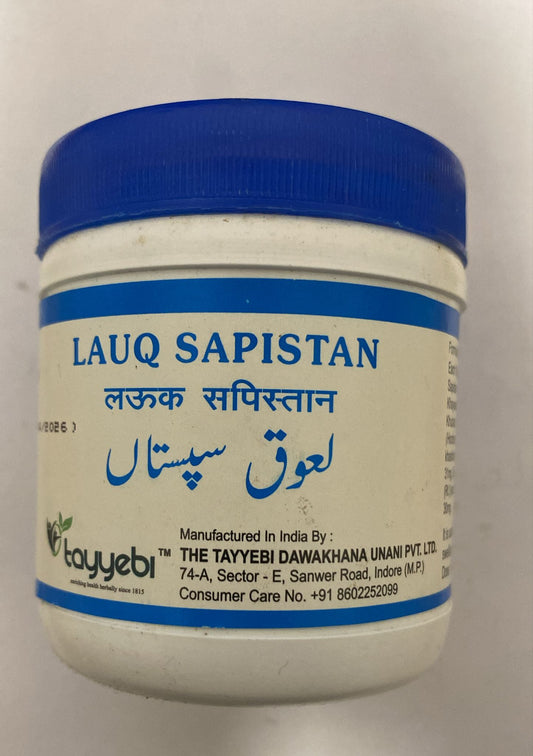 LAUQ SAPISTAN
लऊक सपिस्तान
/2026 )
لعوق سپستاں
tayyebi™
enriching health herbally since 1815
Manufactured In India By :
THE TAYYEBI DAWAKHANA UNANI PVT. LTD.
74-A, Sector - E, Sanwer Road, Indore (M.P.)
Consumer Care No. +91 8602252099